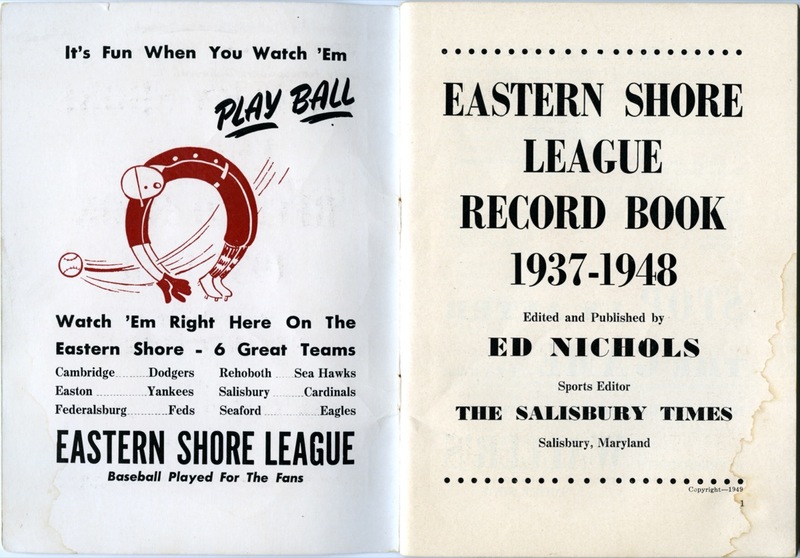 It's Fun When You Watch 'Em
PLAY BALL
Watch 'Em Right Here On The
Eastern Shore - 6 Great Teams
Cambridge........Dodgers Rehoboth......Sea Hawks
Easton..............Yankees Salisbury........Cardinals
Federalsburg...........Feds Seaford..............Eagles
EASTERN SHORE LEAGUE
Baseball Played For The Fans
EASTERN SHORE
LEAGUE
RECORD BOOK
1937-1948
Edited and Published by
ED NICHOLS
Sports Editor
THE SALISBURY TIMES
Salisbury, Maryland
Copyright—1949
1